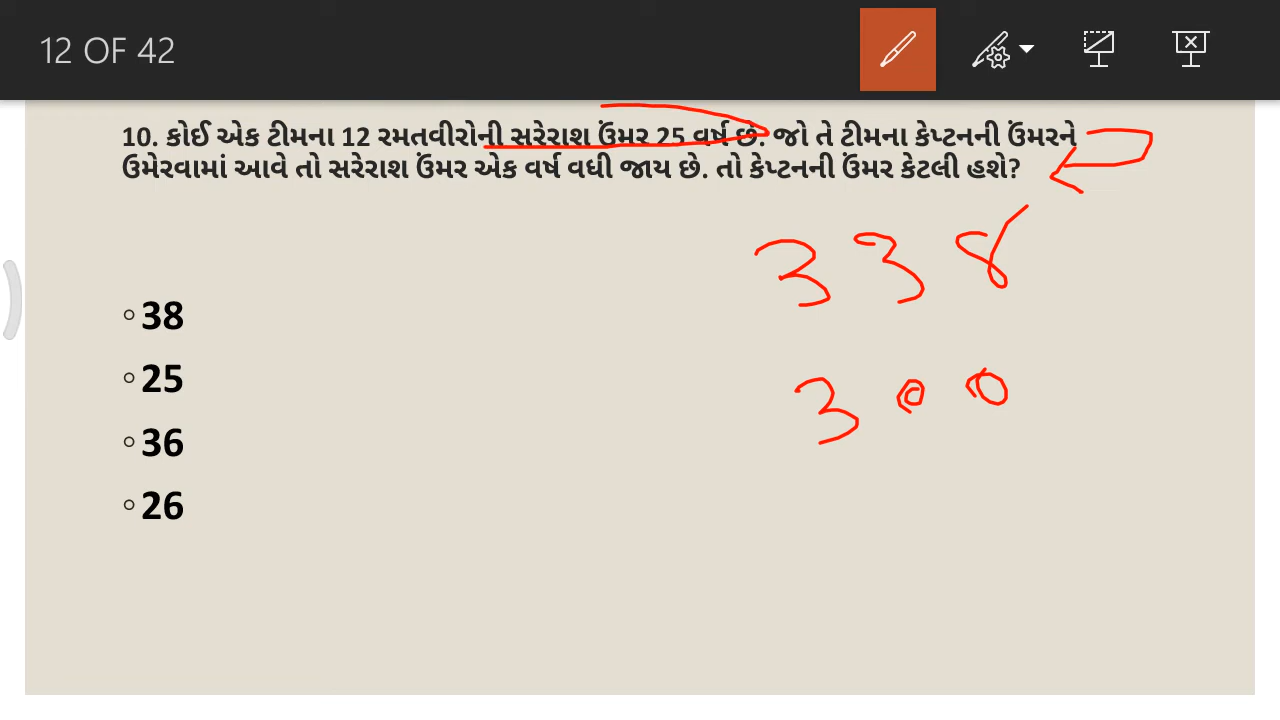 12 OF 42
10. કોઈ એક ટીમના 12 રમતવીરોની સરેરાશ ઉંમર 25 વર્ષ છે. જો તે ટીમના કેપ્ટનની ઉંમરને
ઉમેરવામાં આવે તો સરેરાશ ઉંમર એક વર્ષ વધી જાય છે. તો કેપ્ટનની ઉંમર કેટલી હશે?
338
38
25
300
36
26